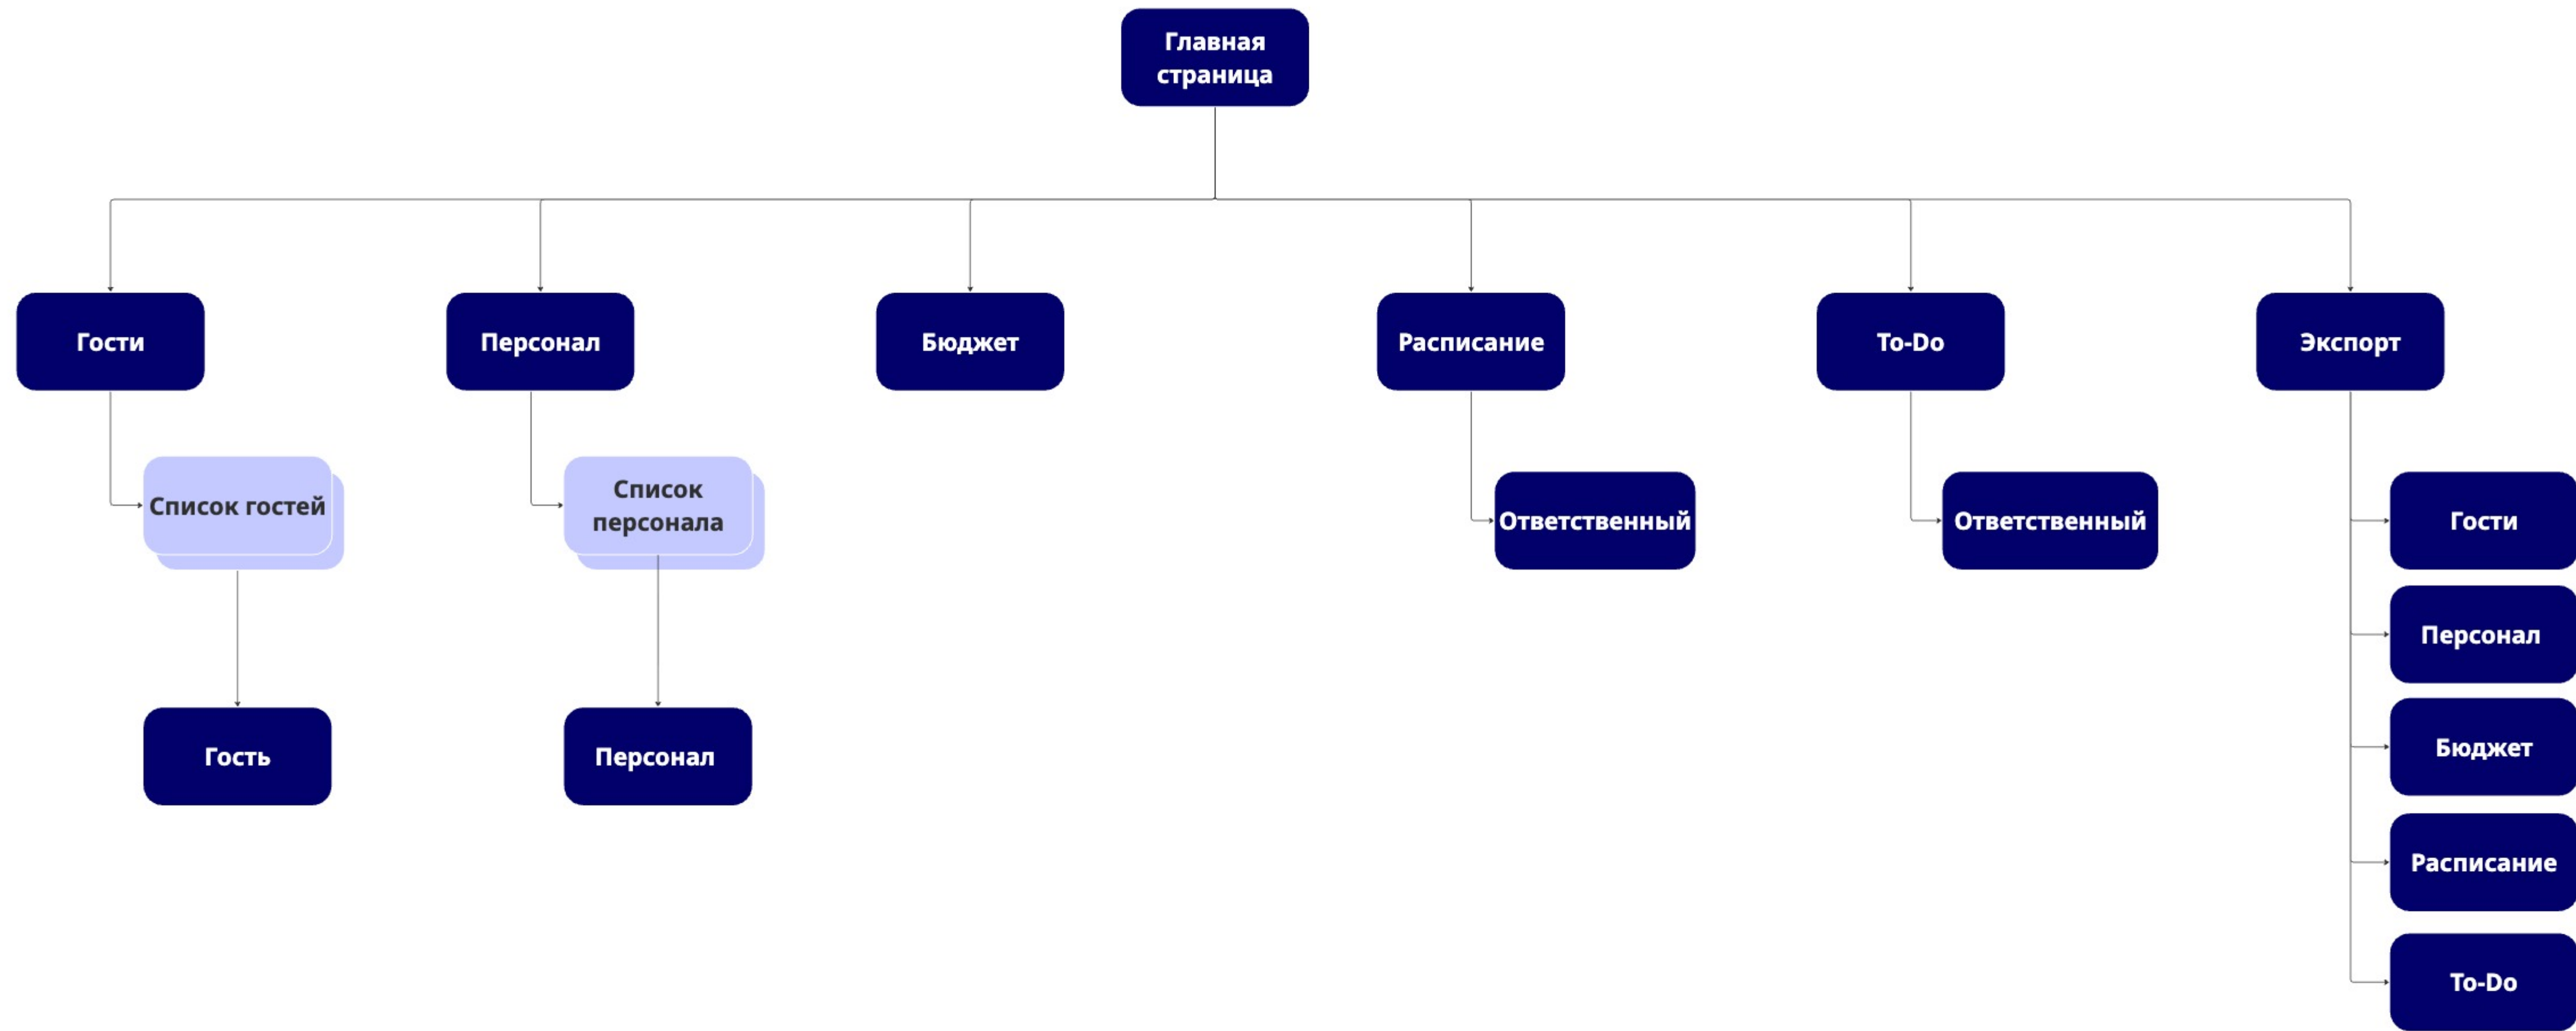 Главная
страница
Гости
Персонал
Бюджет
Расписание
To-Do
Экспорт
Список гостей
Список
персонала
Ответственный
Ответственный
Гости
Персонал
Бюджет
Гость
Персонал
Расписание
To-Do